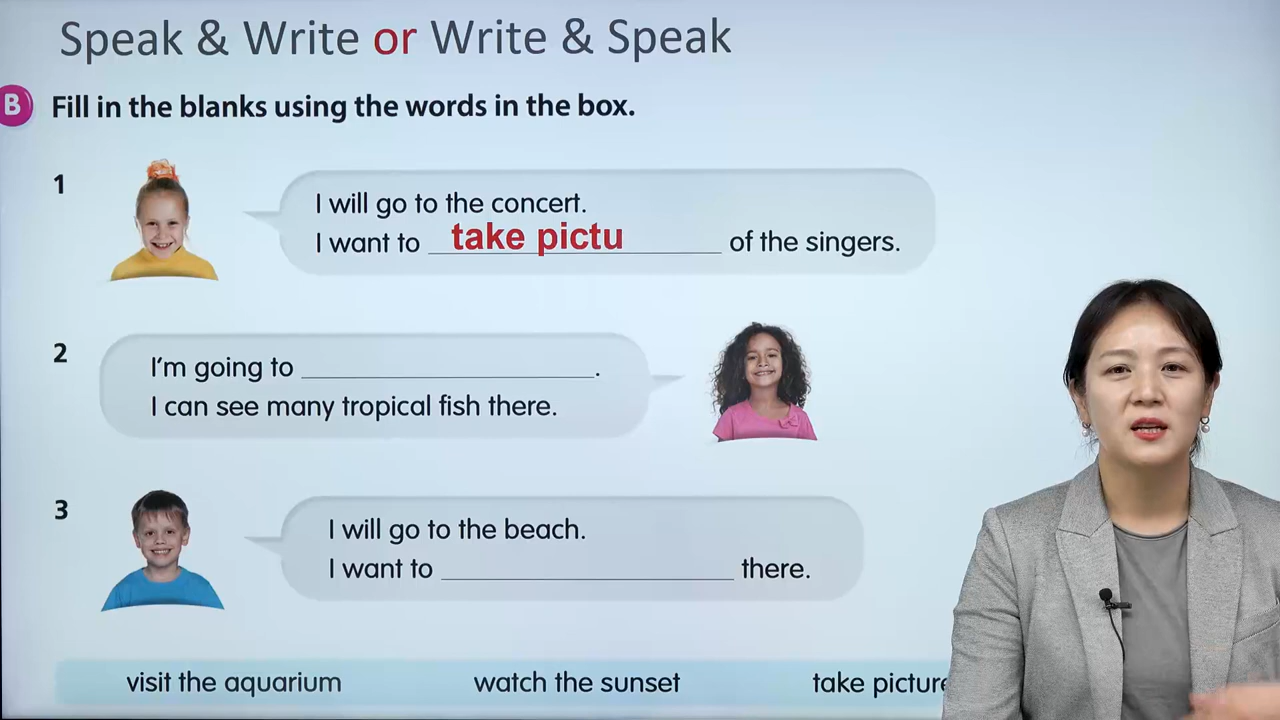 Speak & Write or Write & Speak
B Fill in the blanks using the words in the box.
1
I will go to the concert.
I want to take pictu of the singers.
2
I'm going to .
I can see many tropical fish there.
3
I will go to the beach.
I want to there.
visit the aquarium watch the sunset take picture